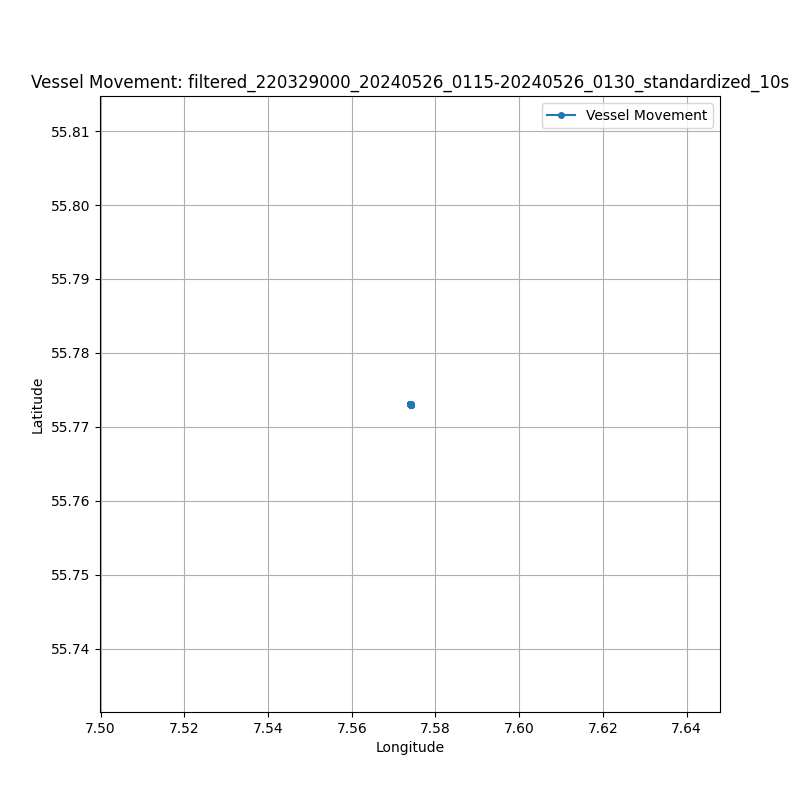 Vessel Movement: filtered_220329000_20240526_0115-20240526_0130_standardized_10s
Vessel Movement
55.81
55.80
55.79
55.78
55.77
55.76
55.75
55.74
Latitude
7.50 7.52 7.54 7.56 7.58 7.60 7.62 7.64
Longitude